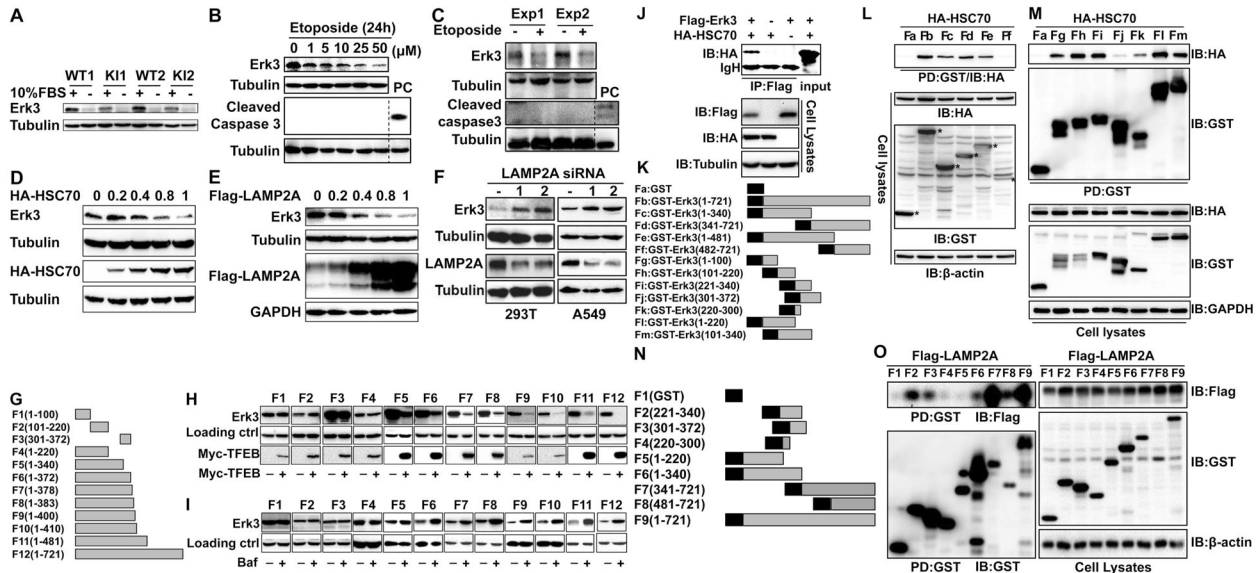 A
WT1 KI1 WT2 KI2
10%FBS + - + - + - + -
Erk3
Tubulin
B
Etoposide (24h)
0 1 5 10 25 50 (μM)
Erk3
Tubulin
PC
Cleaved
Caspase 3
Tubulin
C
Exp1 Exp2
Etoposide - + - +
Erk3
Tubulin
PC
Cleaved
caspase3
Tubulin
D
HA-HSC70 0 0.2 0.4 0.8 1
Erk3
Tubulin
HA-HSC70
Tubulin
E
Flag-LAMP2A 0 0.2 0.4 0.8 1
Erk3
Tubulin
Flag-LAMP2A
GAPDH
F
LAMP2A siRNA
- 1 2 - 1 2
Erk3
Tubulin
LAMP2A
Tubulin
293T A549
G
F1(1-100)
F2(101-220)
F3(301-372)
F4(1-220)
F5(1-340)
F6(1-372)
F7(1-378)
F8(1-383)
F9(1-400)
F10(1-410)
F11(1-481)
F12(1-721)
H
F1 F2 F3 F4 F5 F6 F7 F8 F9 F10 F11 F12
Erk3
Loading ctrl
Myc-TFEB
Myc-TFEB – + – + – + – + – + – + – + – + – + – + – + – +
I
F1 F2 F3 F4 F5 F6 F7 F8 F9 F10 F11 F12
Erk3
Loading ctrl
Baf – + – + – + – + – + – + – + – + – + – + – + – +
J
Flag-Erk3 + + - +
HA-HSC70 + - + +
IB:HA
IgH
IP:Flag input
IB:Flag
IB:HA
IB:Tubulin
Cell Lysates
K
Fa:GST
Fb:GST-Erk3(1-721)
Fc:GST-Erk3(1-340)
Fd:GST-Erk3(341-721)
Fe:GST-Erk3(1-481)
Ff:GST-Erk3(482-721)
Fg:GST-Erk3(1-100)
Fh:GST-Erk3(101-220)
Fi:GST-Erk3(221-340)
Fj:GST-Erk3(301-372)
Fk:GST-Erk3(220-300)
Fl:GST-Erk3(1-220)
Fm:GST-Erk3(101-340)
L
HA-HSC70
Fa Fb Fc Fd Fe Ff
PD:GST/IB:HA
IB:HA
* * * * * *
IB:GST
IB:β-actin
Cell lysates
M
HA-HSC70
Fa Fg Fh Fi Fj Fk Fl Fm
IB:HA
IB:GST
PD:GST
IB:HA
IB:GST
IB:GAPDH
Cell lysates
N
F1(GST)
F2(221-340)
F3(301-372)
F4(220-300)
F5(1-220)
F6(1-340)
F7(341-721)
F8(481-721)
F9(1-721)
O
Flag-LAMP2A Flag-LAMP2A
F1 F2 F3 F4 F5 F6 F7 F8 F9 F1 F2 F3 F4 F5 F6 F7 F8 F9
IB:Flag
PD:GST IB:Flag
IB:GST
IB:β-actin
PD:GST IB:GST Cell Lysates